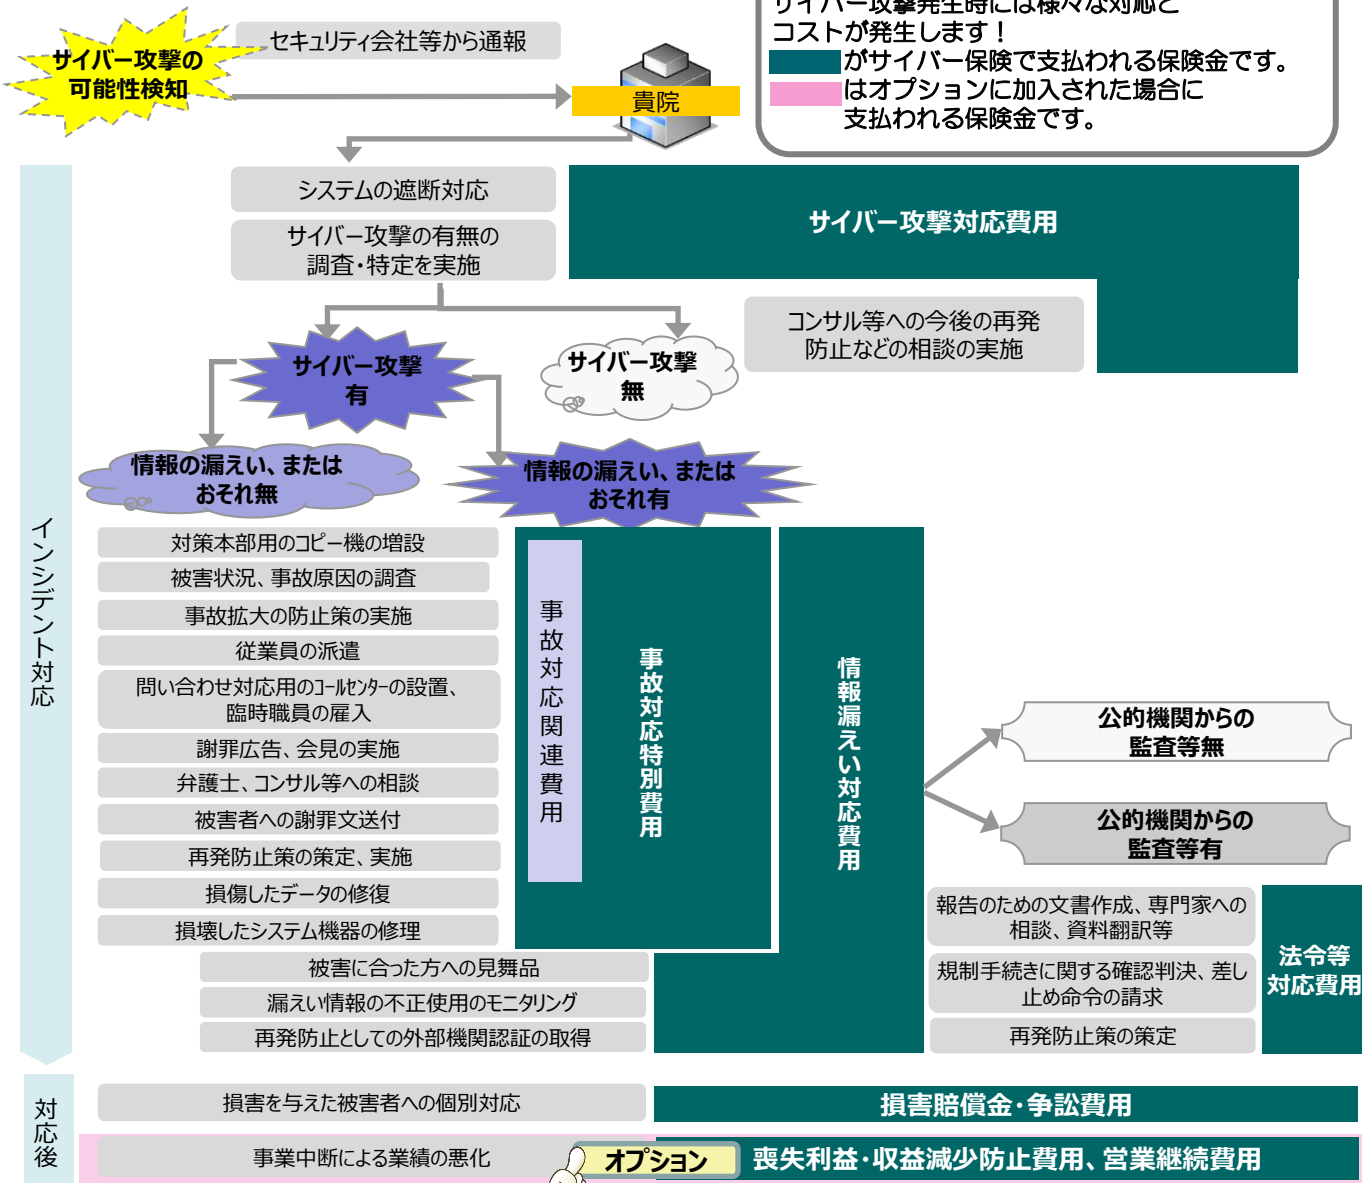 サイバー攻撃発生時には様々な対応と
コストが発生します！
がサイバー保険で支払われる保険金です。
はオプションに加入された場合に
支払われる保険金です。
サイバー攻撃の
可能性検知
セキュリティ会社等から通報
貴院
システムの遮断対応
サイバー攻撃の有無の
調査・特定を実施
サイバー攻撃対応費用
コンサル等への今後の再発
防止などの相談の実施
サイバー攻撃
有
サイバー攻撃
無
情報の漏えい、または
おそれ無
情報の漏えい、または
おそれ有
インシデント対応
対策本部用のコピー機の増設
被害状況、事故原因の調査
事故拡大の防止策の実施
従業員の派遣
問い合わせ対応用のコールセンターの設置、
臨時職員の雇入
謝罪広告、会見の実施
弁護士、コンサル等への相談
被害者への謝罪文送付
再発防止策の策定、実施
損傷したデータの修復
損壊したシステム機器の修理
事故対応関連費用
事故対応特別費用
情報漏えい対応費用
被害に合った方への見舞品
漏えい情報の不正使用のモニタリング
再発防止としての外部機関認証の取得
公的機関からの
監査等無
公的機関からの
監査等有
報告のための文書作成、専門家への
相談、資料翻訳等
規制手続きに関する確認判決、差し
止め命令の請求
再発防止策の策定
法令等
対応費用
対応後
損害を与えた被害者への個別対応
損害賠償金・争訟費用
事業中断による業績の悪化
オプション
喪失利益・収益減少防止費用、営業継続費用